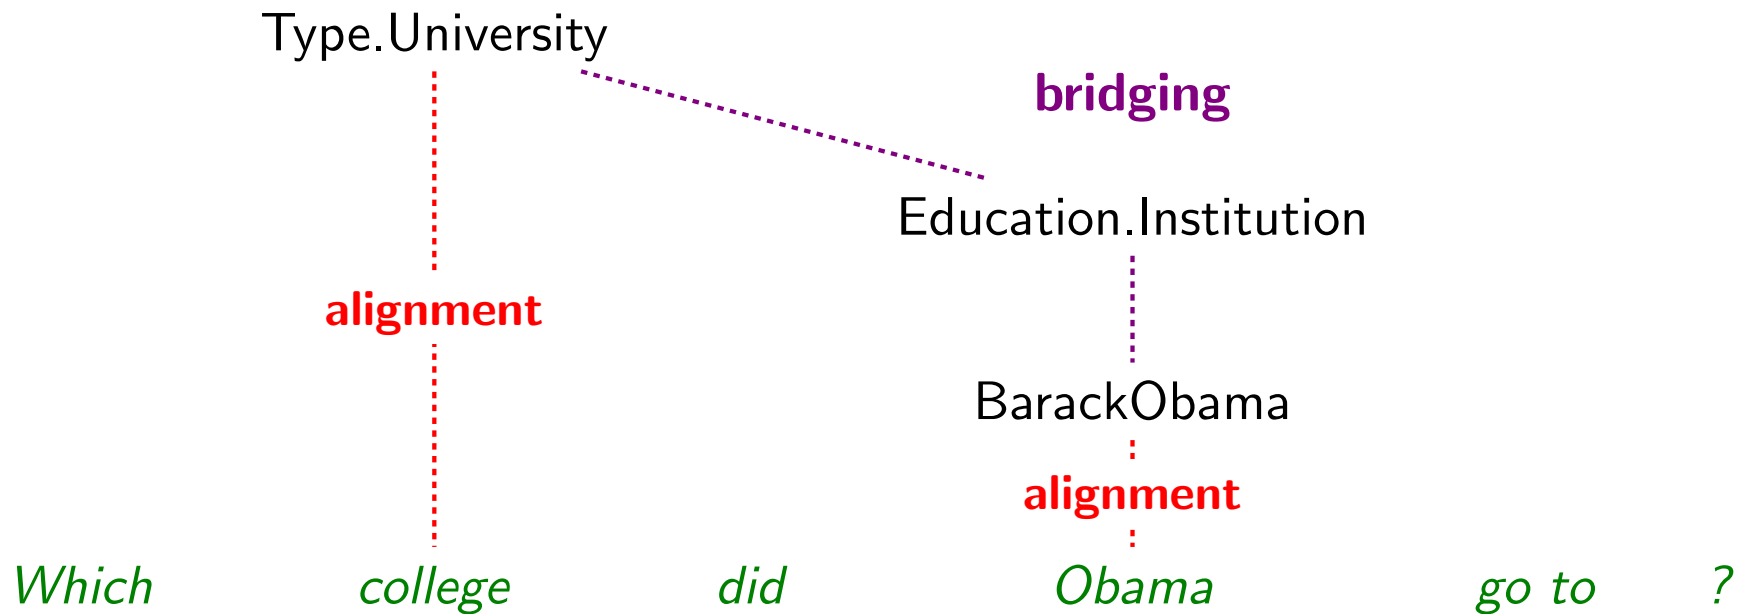 Type.University
bridging
Education.Institution
alignment
BarackObama
alignment
Which college did Obama go to ?